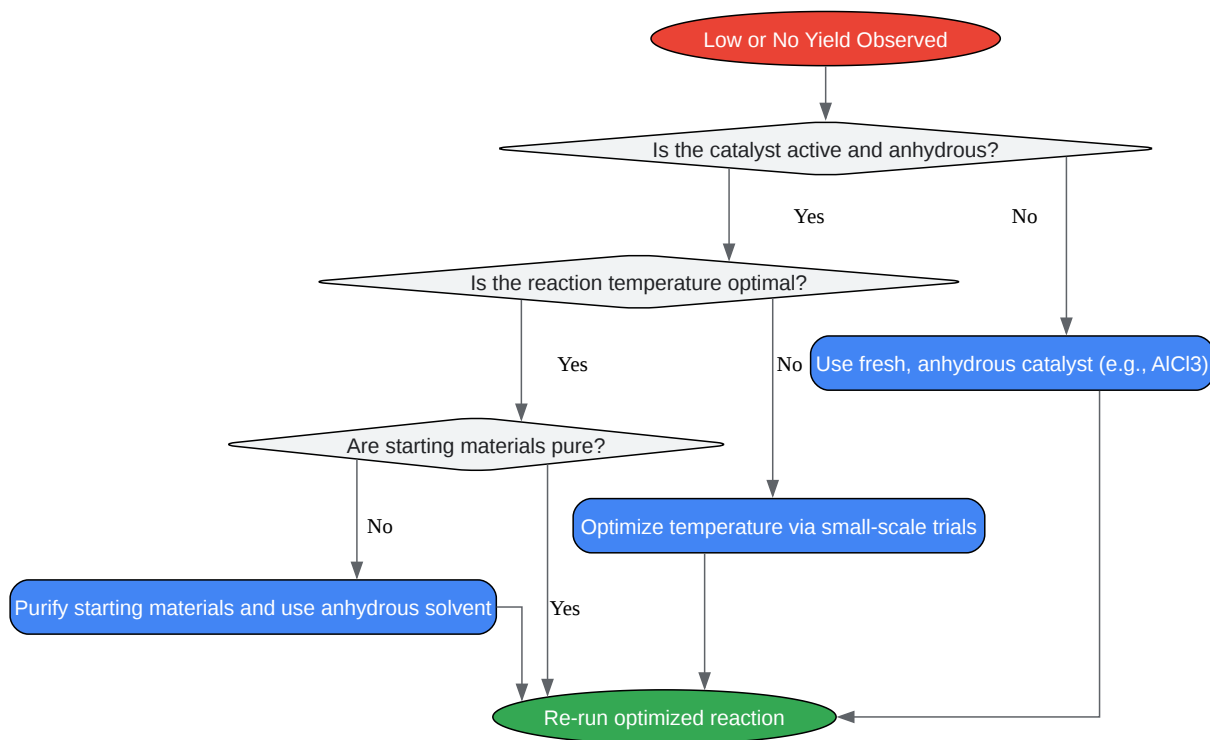 Low or No Yield Observed
Is the catalyst active and anhydrous?
Yes
No
Is the reaction temperature optimal?
Use fresh, anhydrous catalyst (e.g., AlCl3)
Yes
No
Are starting materials pure?
No
Optimize temperature via small-scale trials
Purify starting materials and use anhydrous solvent
Yes
Re-run optimized reaction